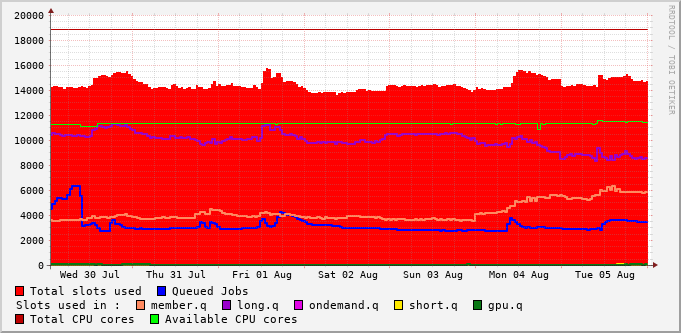 20000
18000
16000
14000
12000
10000
8000
6000
4000
2000
0
Wed 30 Jul Thu 31 Jul Fri 01 Aug Sat 02 Aug Sun 03 Aug Mon 04 Aug Tue 05 Aug
Total slots used Queued Jobs
Slots used in : member.q long.q ondemand.q short.q gpu.q
Total CPU cores Available CPU cores
RRDTOOL / TOBI OETIKER